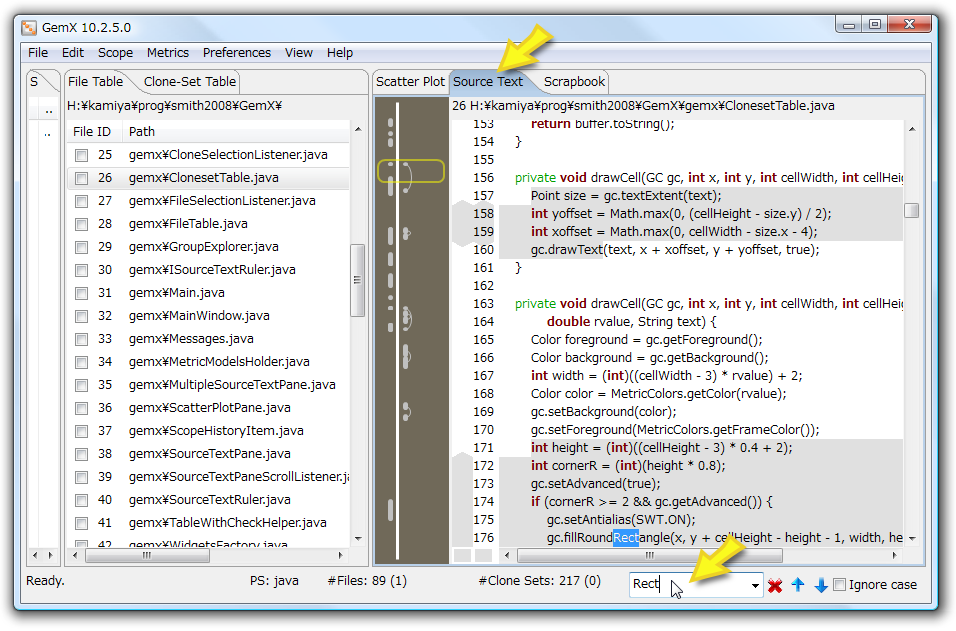 GemX 10.2.5.0
File Edit Scope Metrics Preferences View Help
S
File Table Clone-Set Table
Scatter Plot Source Text Scrapbook
..
..
H:¥kamiya¥prog¥smith2008¥GemX¥
File ID Path
25 gemx¥CloneSelectionListener.java
26 gemx¥ClonesetTable.java
27 gemx¥FileSelectionListener.java
28 gemx¥FileTable.java
29 gemx¥GroupExplorer.java
30 gemx¥ISourceTextRuler.java
31 gemx¥Main.java
32 gemx¥MainWindow.java
33 gemx¥Messages.java
34 gemx¥MetricModelsHolder.java
35 gemx¥MultipleSourceTextPane.java
36 gemx¥ScatterPlotPane.java
37 gemx¥ScopeHistoryItem.java
38 gemx¥SourceTextPane.java
39 gemx¥SourceTextPaneScrollListener.ja
40 gemx¥SourceTextRuler.java
41 gemx¥TableWithCheckHelper.java
42 gemx¥WidgetsFactory.java
26 H:¥kamiya¥prog¥smith2008¥GemX¥gemx¥ClonesetTable.java
153 return buffer.toString();
154 }
155
156 private void drawCell(GC gc, int x, int y, int cellWidth, int cellHei
157 Point size = gc.textExtent(text);
158 int yoffset = Math.max(0, (cellHeight - size.y) / 2);
159 int xoffset = Math.max(0, cellWidth - size.x - 4);
160 gc.drawText(text, x + xoffset, y + yoffset, true);
161 }
162
163 private void drawCell(GC gc, int x, int y, int cellWidth, int cellHei
164 double rvalue, String text) {
165 Color foreground = gc.getForeground();
166 Color background = gc.getBackground();
167 int width = (int)((cellWidth - 3) * rvalue) + 2;
168 Color color = MetricColors.getColor(rvalue);
169 gc.setBackground(color);
170 gc.setForeground(MetricColors.getFrameColor());
171 int height = (int)((cellHeight - 3) * 0.4 + 2);
172 int cornerR = (int)(height * 0.8);
173 gc.setAdvanced(true);
174 if (cornerR >= 2 && gc.getAdvanced()) {
175 gc.setAntialias(SWT.ON);
176 gc.fillRoundRectangle(x, y + cellHeight - height - 1, width, he
Ready. PS: java #Files: 89 (1) #Clone Sets: 217 (0) Rect Ignore case